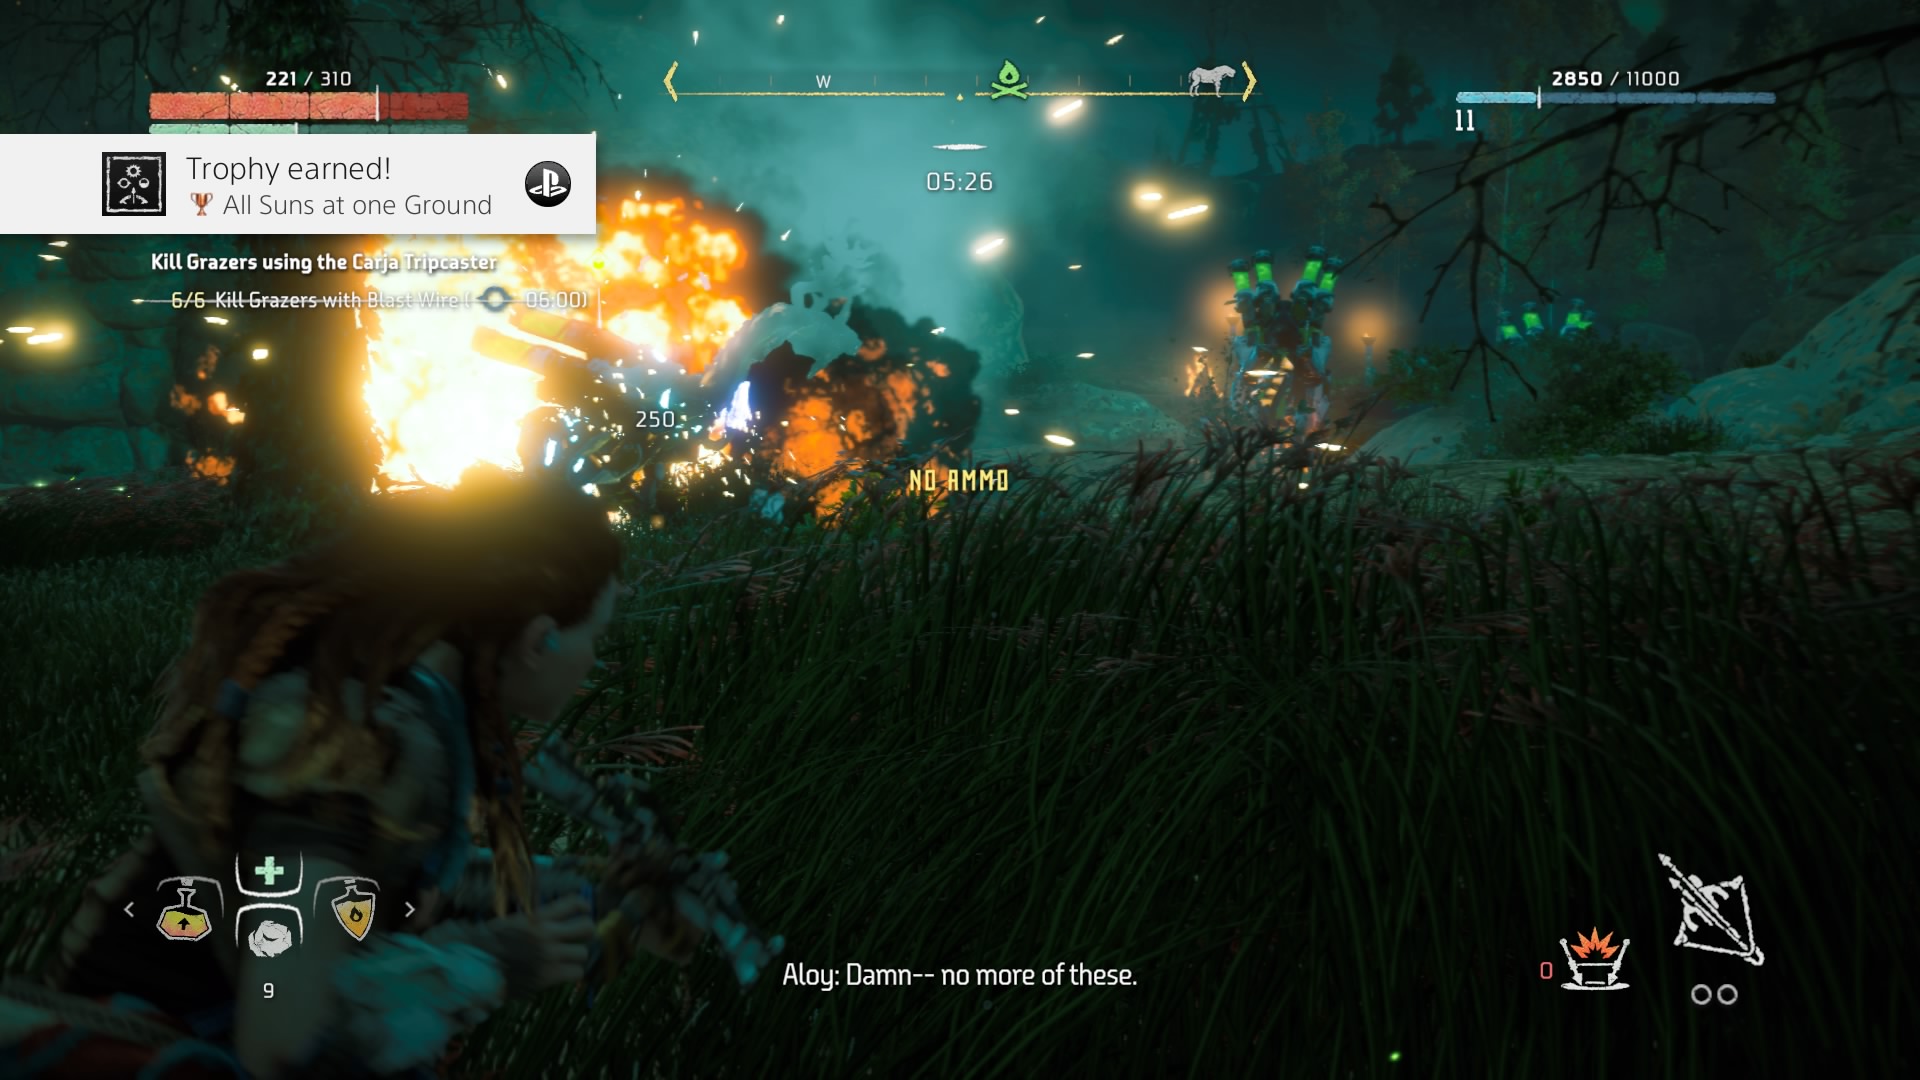 221 / 310
W
2850 / 11000
11
Trophy earned!
All Suns at one Ground
05:26
Kill Grazers using the Carja Tripcaster
6/6 Kill Grazers with Blast Wire ( 06:00)
250
NO AMMO
Aloy: Damn-- no more of these.
9
0